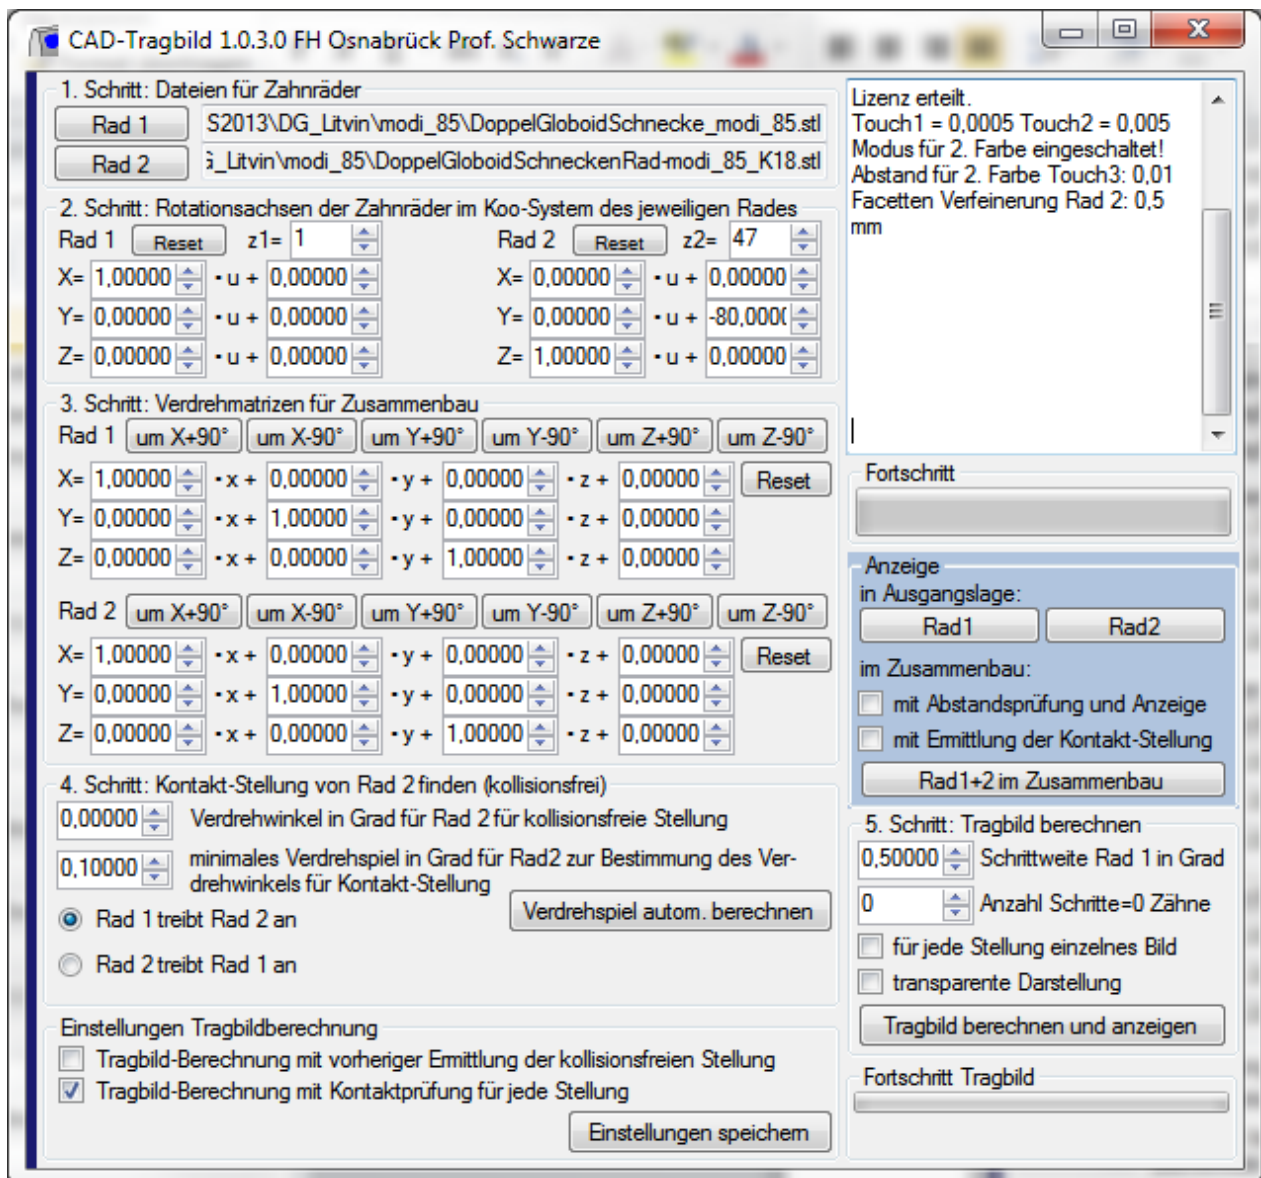 CAD-Tragbild 1.0.3.0 FH Osnabrück Prof. Schwarze
1. Schritt: Dateien für Zahnräder
Rad 1 S2013\DG_Litvin\modi_85\DoppelGloboidSchnecke_modi_85.stl
Rad 2 G_Litvin\modi_85\DoppelGloboidSchneckenRad-modi_85_K18.stl
2. Schritt: Rotationsachsen der Zahnräder im Koo-System des jeweiligen Rades
Rad 1 Reset z1= 1 Rad 2 Reset z2= 47
X= 1,00000 · u + 0,00000 X= 0,00000 · u + 0,00000
Y= 0,00000 · u + 0,00000 Y= 0,00000 · u + -80,0000
Z= 0,00000 · u + 0,00000 Z= 1,00000 · u + 0,00000
3. Schritt: Verdrehmatrizen für Zusammenbau
Rad 1 um X+90° um X-90° um Y+90° um Y-90° um Z+90° um Z-90°
X= 1,00000 · x + 0,00000 · y + 0,00000 · z + 0,00000 Reset
Y= 0,00000 · x + 1,00000 · y + 0,00000 · z + 0,00000
Z= 0,00000 · x + 0,00000 · y + 1,00000 · z + 0,00000
Rad 2 um X+90° um X-90° um Y+90° um Y-90° um Z+90° um Z-90°
X= 1,00000 · x + 0,00000 · y + 0,00000 · z + 0,00000 Reset
Y= 0,00000 · x + 1,00000 · y + 0,00000 · z + 0,00000
Z= 0,00000 · x + 0,00000 · y + 1,00000 · z + 0,00000
4. Schritt: Kontakt-Stellung von Rad 2 finden (kollisionsfrei)
0,00000 Verdrehwinkel in Grad für Rad 2 für kollisionsfreie Stellung
0,10000 minimales Verdrehspiel in Grad für Rad2 zur Bestimmung des Ver-
drehwinkels für Kontakt-Stellung
Rad 1 treibt Rad 2 an Verdrehspiel autom. berechnen
Rad 2 treibt Rad 1 an
Einstellungen Tragbildberechnung
Tragbild-Berechnung mit vorheriger Ermittlung der kollisionsfreien Stellung
Tragbild-Berechnung mit Kontaktprüfung für jede Stellung
Einstellungen speichern
Lizenz erteilt.
Touch1 = 0,0005 Touch2 = 0,005
Modus für 2. Farbe eingeschaltet!
Abstand für 2. Farbe Touch3: 0,01
Facetten Verfeinerung Rad 2: 0,5
mm
Fortschritt
Anzeige
in Ausgangslage:
Rad1 Rad2
im Zusammenbau:
mit Abstandsprüfung und Anzeige
mit Ermittlung der Kontakt-Stellung
Rad1+2 im Zusammenbau
5. Schritt: Tragbild berechnen
0,50000 Schrittweite Rad 1 in Grad
0 Anzahl Schritte=0 Zähne
für jede Stellung einzelnes Bild
transparente Darstellung
Tragbild berechnen und anzeigen
Fortschritt Tragbild